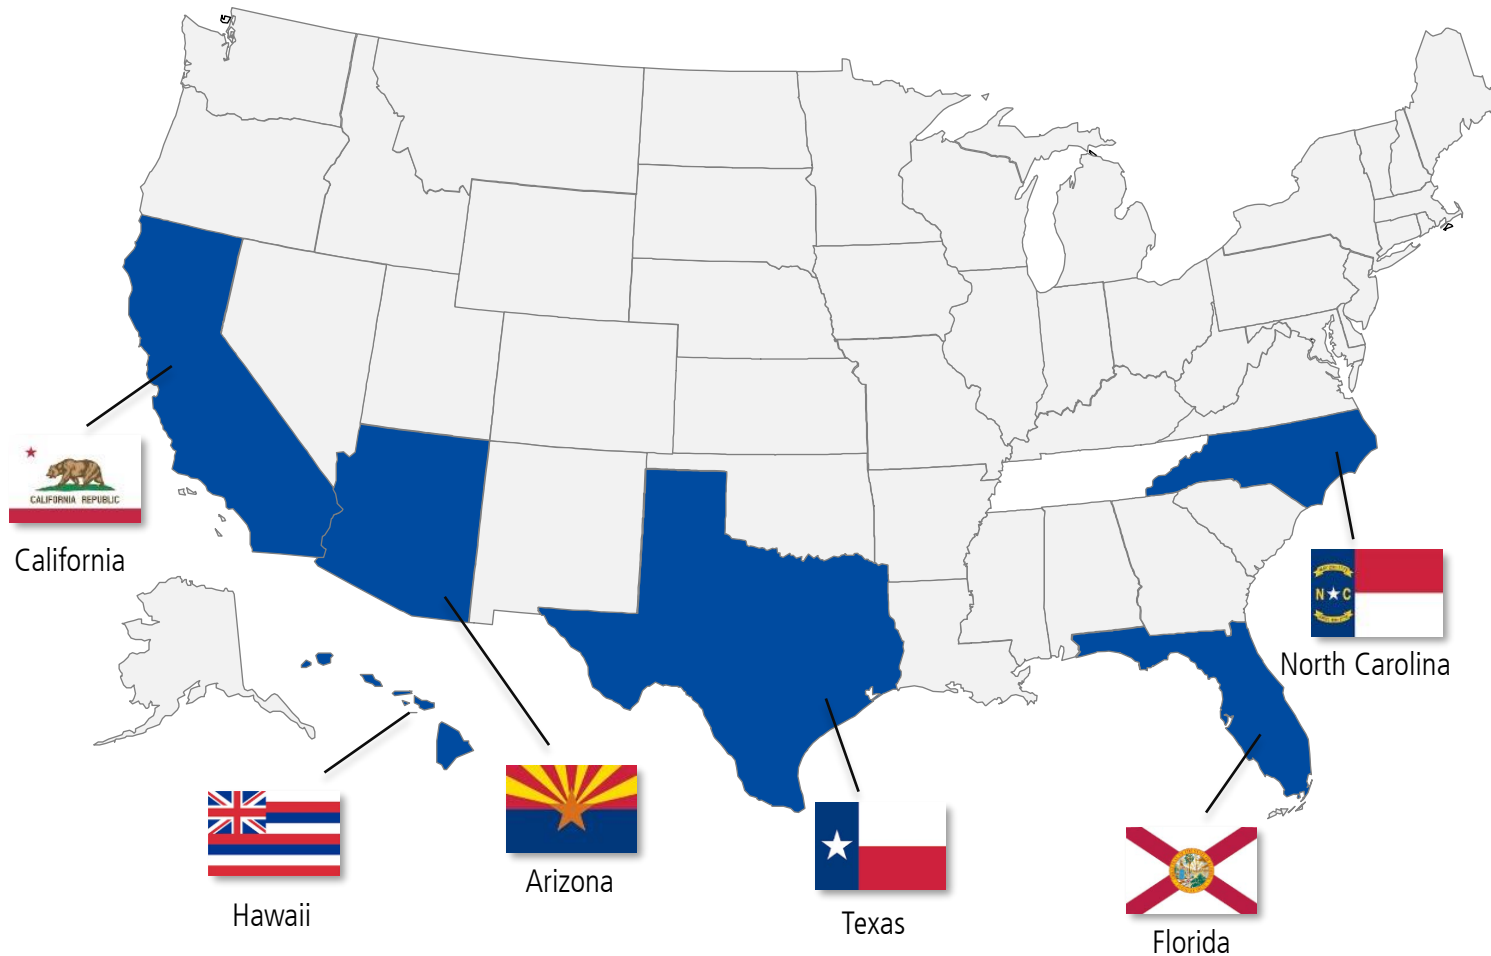 CALIFORNIA REPUBLIC
California
N C
North Carolina
Arizona
Hawaii
Texas
Florida